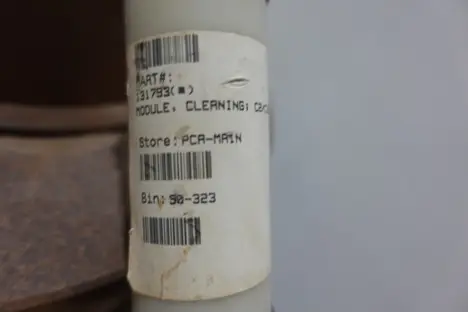 PART#:
131793(■)
MODULE, CLEANING,
Store: PCA-MAIN
Bin: 90-323